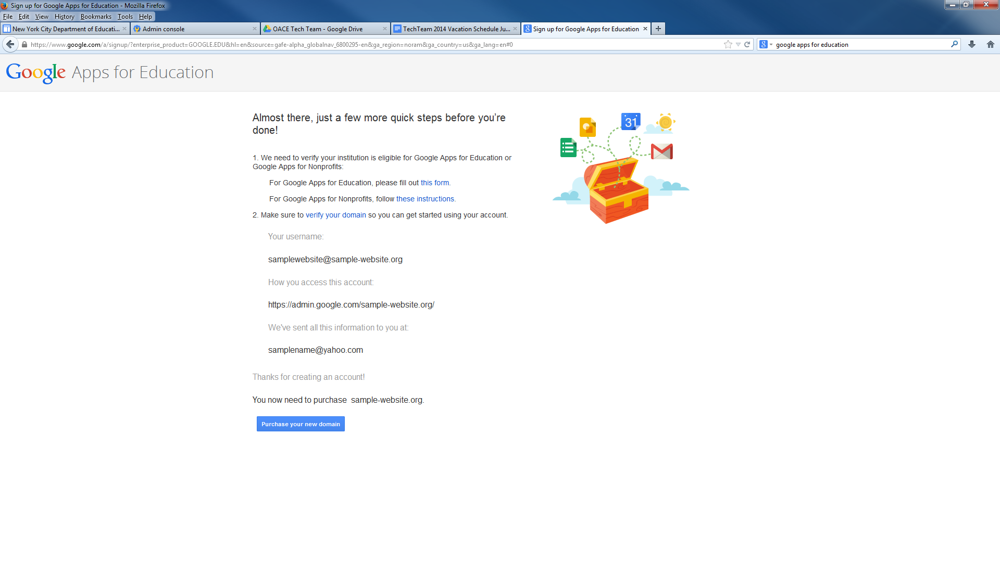 Sign up for Google Apps for Education - Mozilla Firefox
File Edit View History Bookmarks Tools Help
New York City Department of Educati... Admin console OACE Tech Team - Google Drive TechTeam 2014 Vacation Schedule Ju... Sign up for Google Apps for Education
https://www.google.com/a/signup/?enterprise_product=GOOGLE.EDU&hl=en&source=gafe-alpha_globalnav_6800295-en&ga_region=noram&ga_country=us&ga_lang=en#0 google apps for education
Google Apps for Education
Almost there, just a few more quick steps before you're
done!
31
1. We need to verify your institution is eligible for Google Apps for Education or
Google Apps for Nonprofits:
For Google Apps for Education, please fill out this form.
For Google Apps for Nonprofits, follow these instructions.
2. Make sure to verify your domain so you can get started using your account.
Your username:
samplewebsite@sample-website.org
How you access this account:
https://admin.google.com/sample-website.org/
We've sent all this information to you at:
samplename@yahoo.com
Thanks for creating an account!
You now need to purchase sample-website.org.
Purchase your new domain